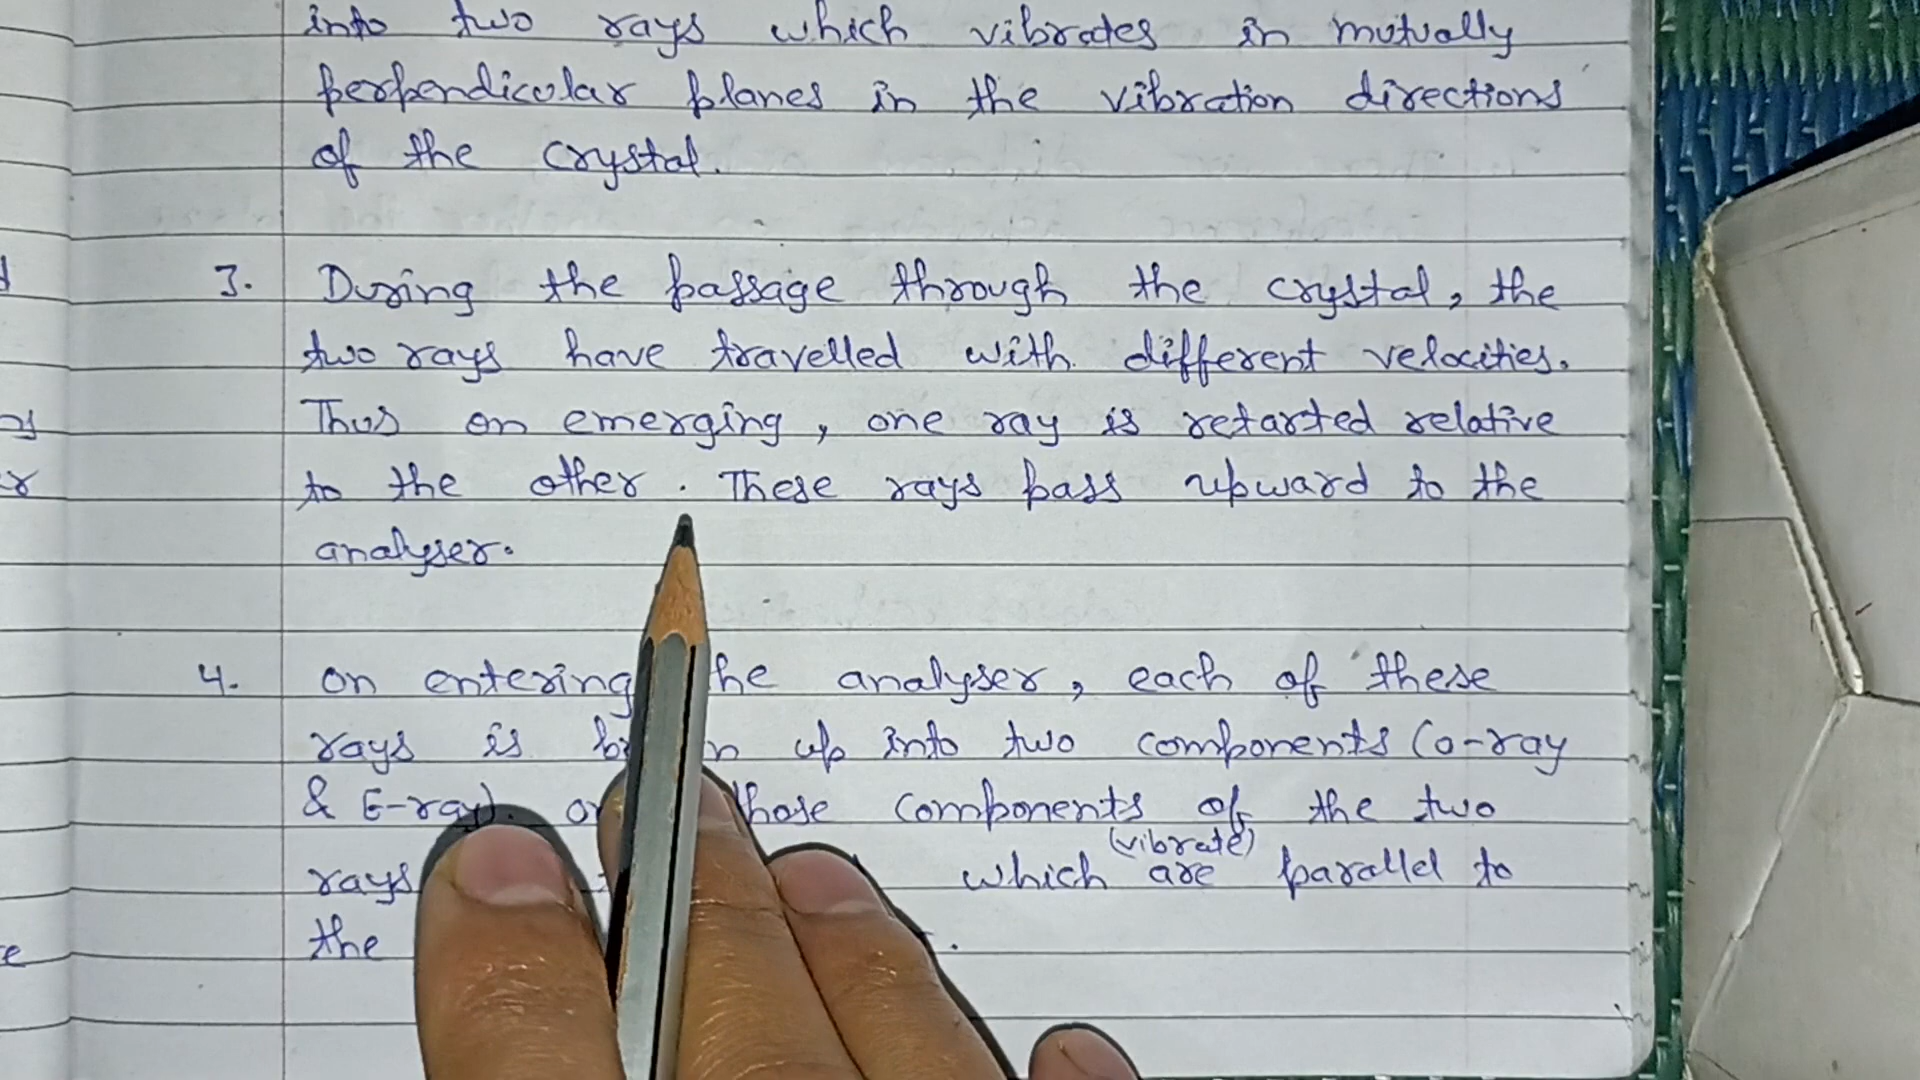 into two rays which vibrates in mutually
perpendicular planes in the vibration directions
of the crystal.
3. During the passage through the crystal, the
two rays have travelled with different velocities.
Thus on emerging, one ray is retarted relative
to the other. These rays pass upward to the
analyser.
4. On entering the analyser, each of these
rays is up into two components (O-ray
& E-ray). those components of the two
(vibrate)
rays which are parallel to
the